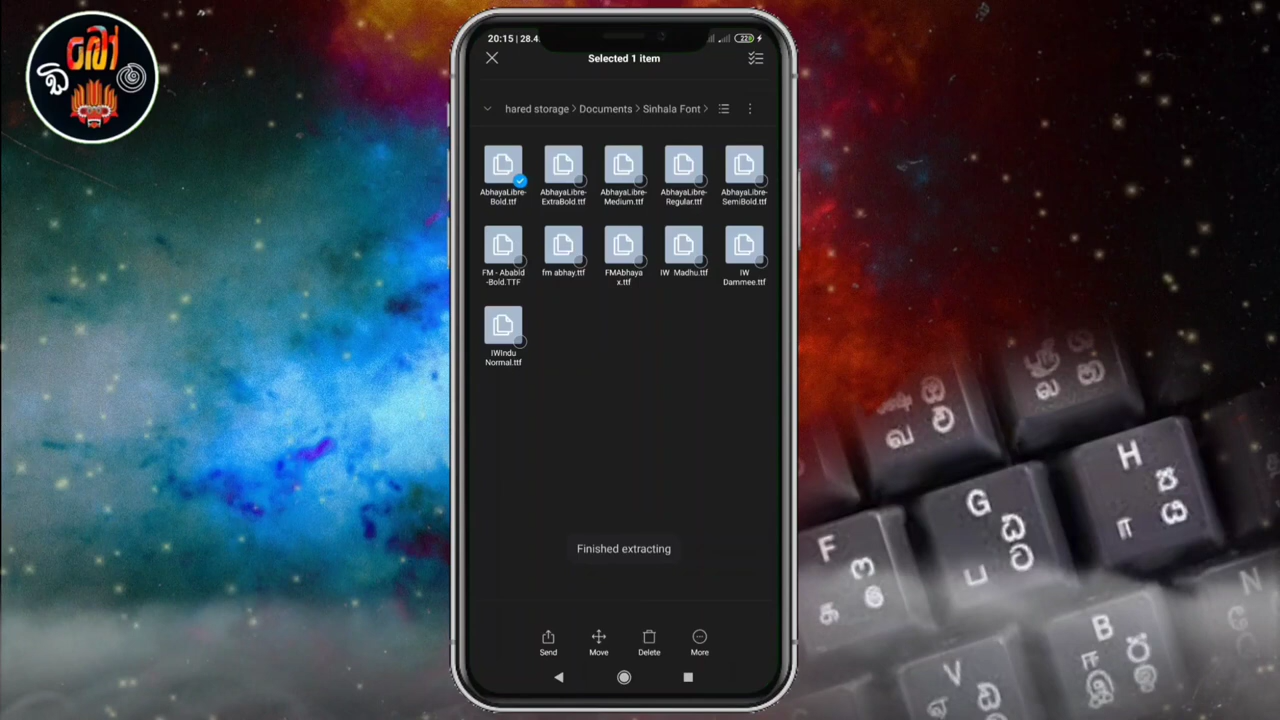 බෝ
ඩි
20:15 | 28.4
22
Selected 1 item
hared storage > Documents > Sinhala Font >
AbhayaLibre-
Bold.ttf
AbhayaLibre-
ExtraBold.ttf
AbhayaLibre-
Medium.ttf
AbhayaLibre-
Regular.ttf
AbhayaLibre-
SemiBold.ttf
FM - Ababld
-Bold.TTF
fm abhay.ttf
FMAbhaya
x.ttf
IW Madhu.ttf
IW
Dammee.ttf
IWIndu
Normal.ttf
Finished extracting
Send
Move
Delete
More
H
G
F
N
B
V